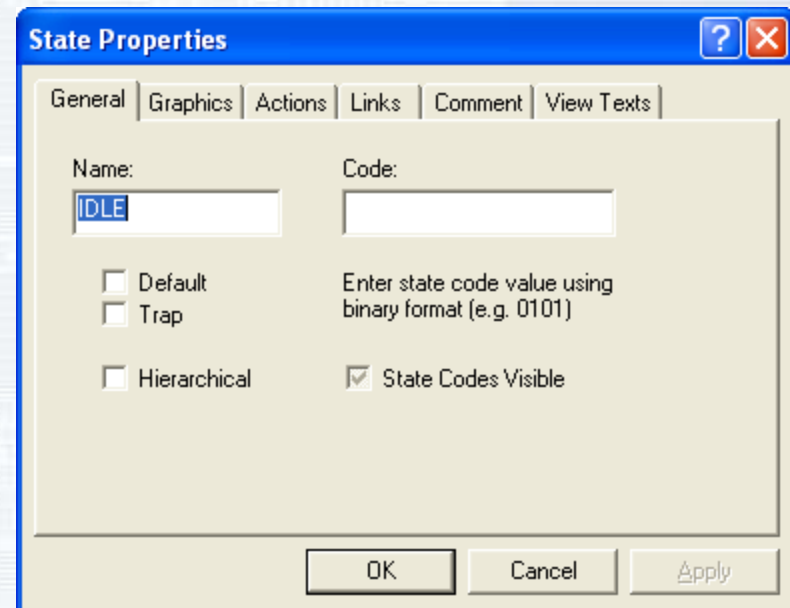 State Properties
General Graphics Actions Links Comment View Texts
Name: Code:
IDLE
Default
Trap
Enter state code value using
binary format (e.g. 0101)
Hierarchical
State Codes Visible
OK Cancel Apply